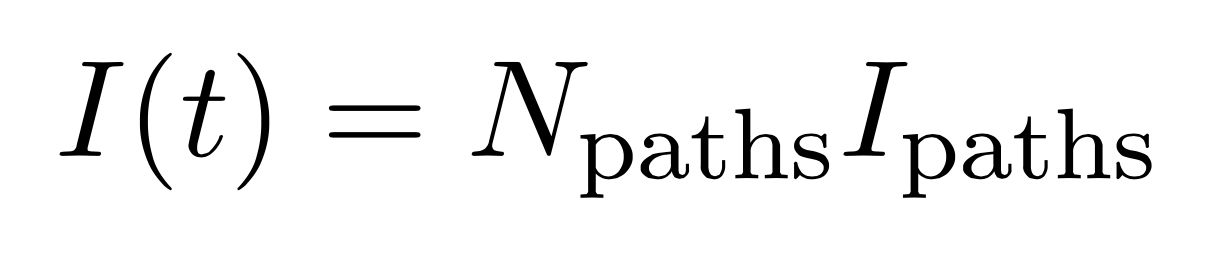 I(t) = N_paths I_paths